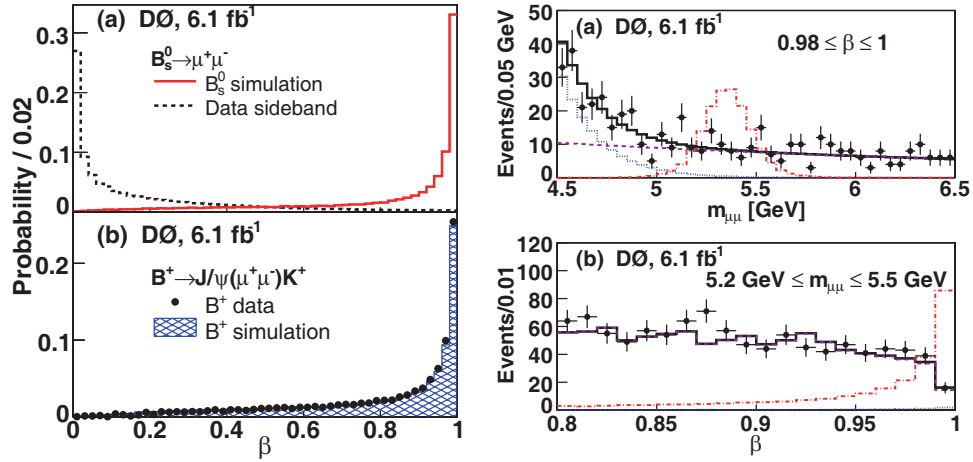 (a) DØ, 6.1 fb⁻¹
B⁰ₛ→μ⁺μ⁻
B⁰ₛ simulation
Data sideband
0.3
0.2
0.1
0
Probability / 0.02
(b) DØ, 6.1 fb⁻¹
B⁺→J/ψ(μ⁺μ⁻)K⁺
B⁺ data
B⁺ simulation
0.2
0.1
0
0 0.2 0.4 0.6 0.8 1
β
(a) DØ, 6.1 fb⁻¹
0.98 ≤ β ≤ 1
50
40
30
20
10
0
Events/0.05 GeV
4.5 5 5.5 6 6.5
m_μμ [GeV]
(b) DØ, 6.1 fb⁻¹
5.2 GeV ≤ m_μμ ≤ 5.5 GeV
120
100
80
60
40
20
0
Events/0.01
0.8 0.85 0.9 0.95 1
β